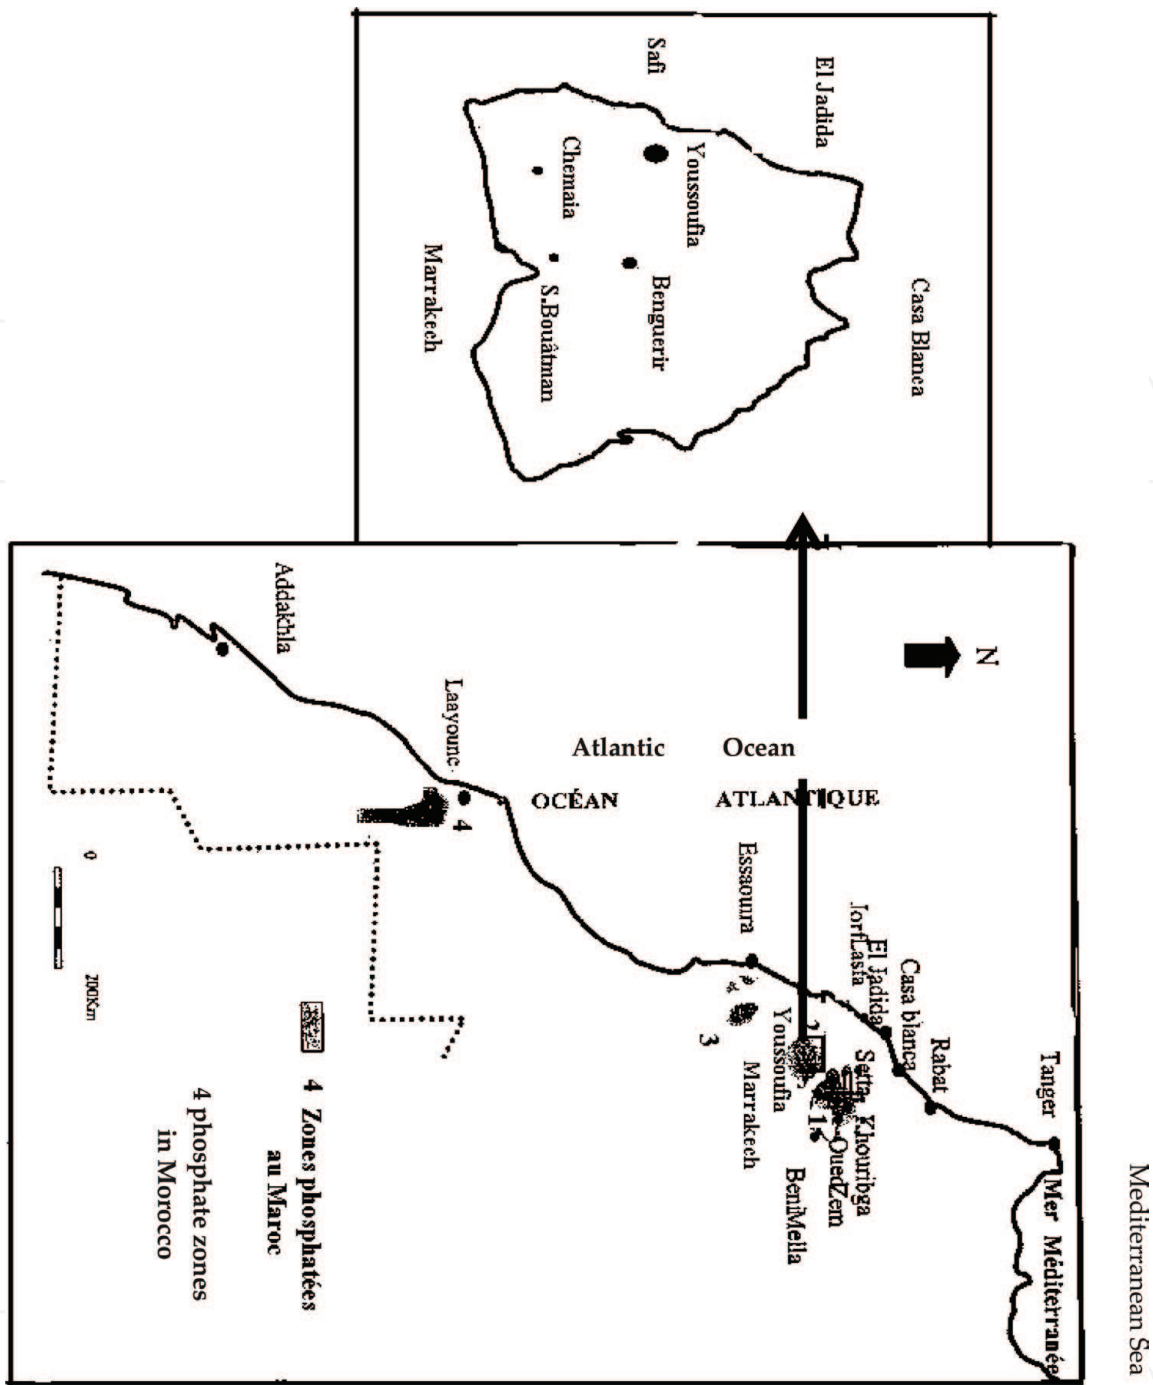 Safi
El Jadida
Casa Blanca
Youssoufia
Chemaia
Benguerir
S.Bouâtman
Marrakech
N
Mediterranean Sea
Mer Méditerranée
Tanger
Rabat
Casa blanca
El Jadida
JorfLasfa
Settat
Khouribga
OuedZem
BeniMella
1
2
Youssoufia
Marrakech
3
Essaouira
Atlantic Ocean
OCÉAN ATLANTIQUE
Laayoune
4
Addakhla
0
200Km
4 Zones phosphatées
au Maroc
4 phosphate zones
in Morocco